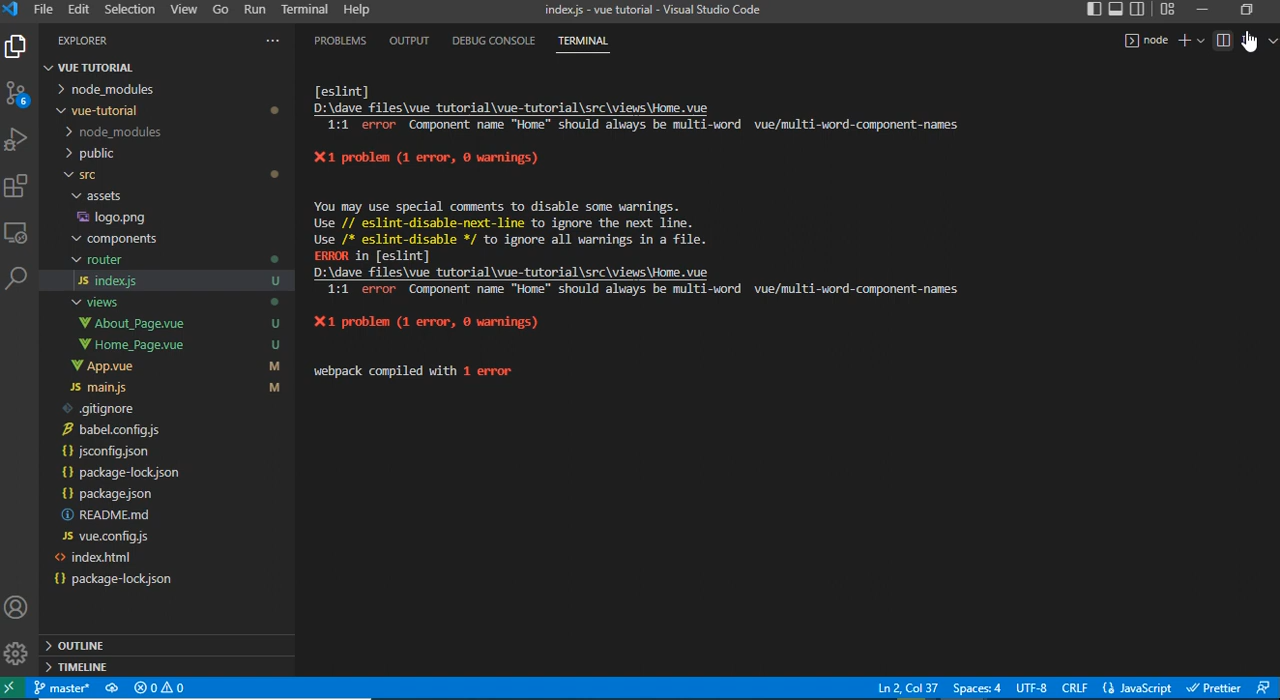 File Edit Selection View Go Run Terminal Help
index.js - vue tutorial - Visual Studio Code
EXPLORER
6
VUE TUTORIAL
node_modules
vue-tutorial
node_modules
public
src
assets
logo.png
components
router
JS index.js U
views
About_Page.vue U
Home_Page.vue U
App.vue M
JS main.js M
.gitignore
babel.config.js
{} jsconfig.json
{} package-lock.json
{} package.json
README.md
JS vue.config.js
<> index.html
{} package-lock.json
OUTLINE
TIMELINE
PROBLEMS OUTPUT DEBUG CONSOLE TERMINAL
node
[eslint]
D:\dave files\vue tutorial\vue-tutorial\src\views\Home.vue
1:1 error Component name "Home" should always be multi-word vue/multi-word-component-names
✕ 1 problem (1 error, 0 warnings)
You may use special comments to disable some warnings.
Use // eslint-disable-next-line to ignore the next line.
Use /* eslint-disable */ to ignore all warnings in a file.
ERROR in [eslint]
D:\dave files\vue tutorial\vue-tutorial\src\views\Home.vue
1:1 error Component name "Home" should always be multi-word vue/multi-word-component-names
✕ 1 problem (1 error, 0 warnings)
webpack compiled with 1 error
master* 0 0 Ln 2, Col 37 Spaces: 4 UTF-8 CRLF {} JavaScript Prettier